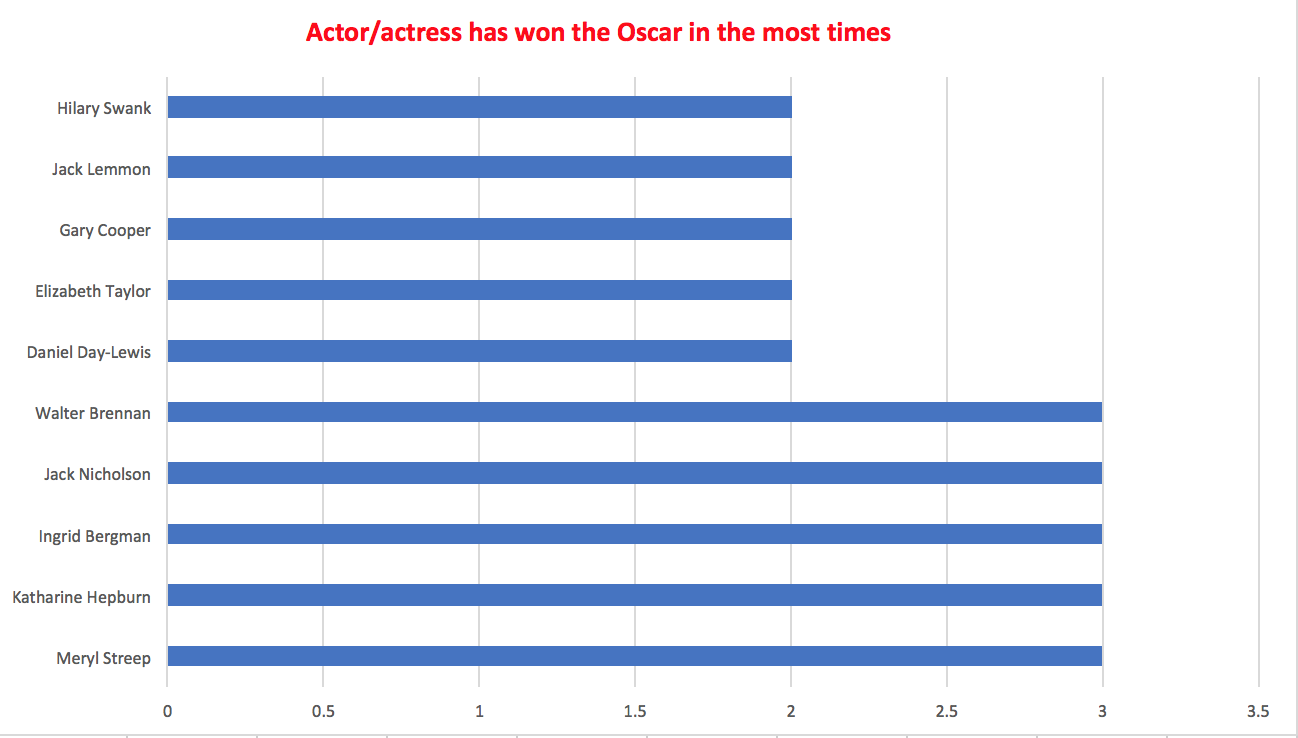 Actor/actress has won the Oscar in the most times
Hilary Swank
Jack Lemmon
Gary Cooper
Elizabeth Taylor
Daniel Day-Lewis
Walter Brennan
Jack Nicholson
Ingrid Bergman
Katharine Hepburn
Meryl Streep
0 0.5 1 1.5 2 2.5 3 3.5